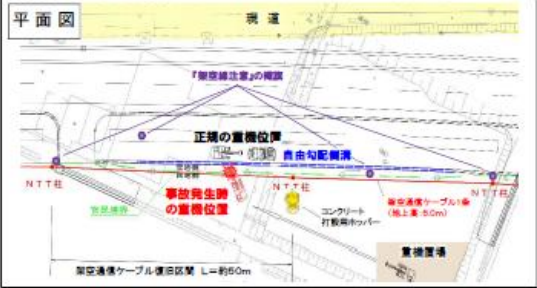 平面図
現道
『架空線注意』の標識
正規の重機位置
自由勾配側溝
NTT柱
事故発生時
の重機位置
NTT柱
NTT柱
官民境界
架空通信ケーブル1条
(地上高:5.0m)
コンクリート
打設用ホッパー
架空通信ケーブル復旧区間 L=約50m
重機置場